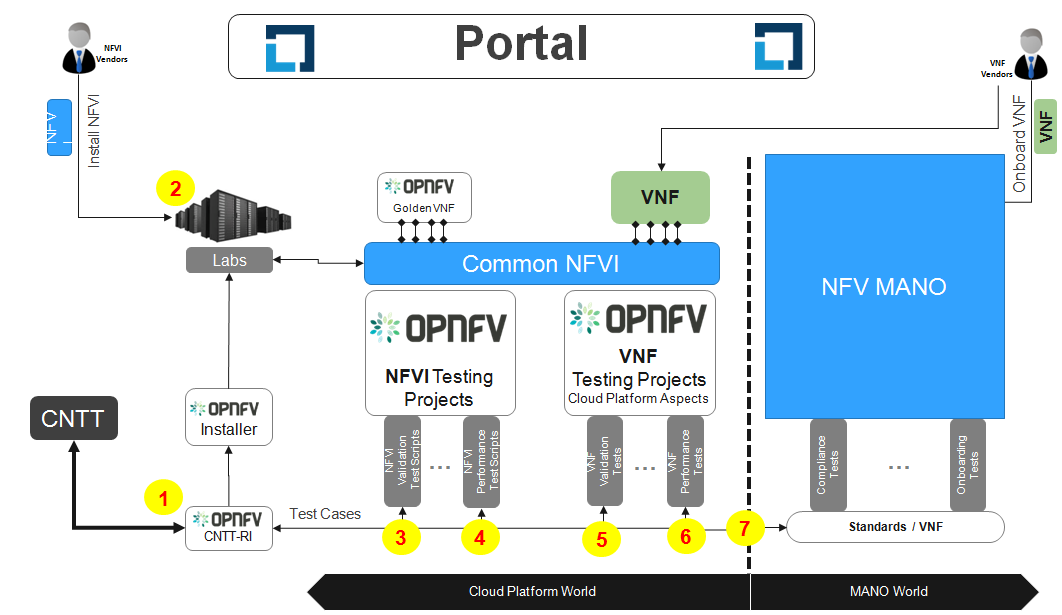 Portal
NFVI
Vendors
VNF
Vendors
NFV
I
Install NFVI
Onboard VNF
VNF
2
OPNFV
GoldenVNF
VNF
Labs
Common NFVI
NFV MANO
OPNFV
NFVI Testing
Projects
OPNFV
VNF
Testing Projects
Cloud Platform Aspects
CNTT
OPNFV
Installer
NFVI
Validation
Test Scripts
...
NFVI
Performance
Test Scripts
VNF
Validation
Tests
...
VNF
Performance
Tests
Compliance
Tests
...
Onboarding
Tests
1
OPNFV
CNTT-RI
Test Cases
3
4
5
6
7
Standards / VNF
Cloud Platform World
MANO World